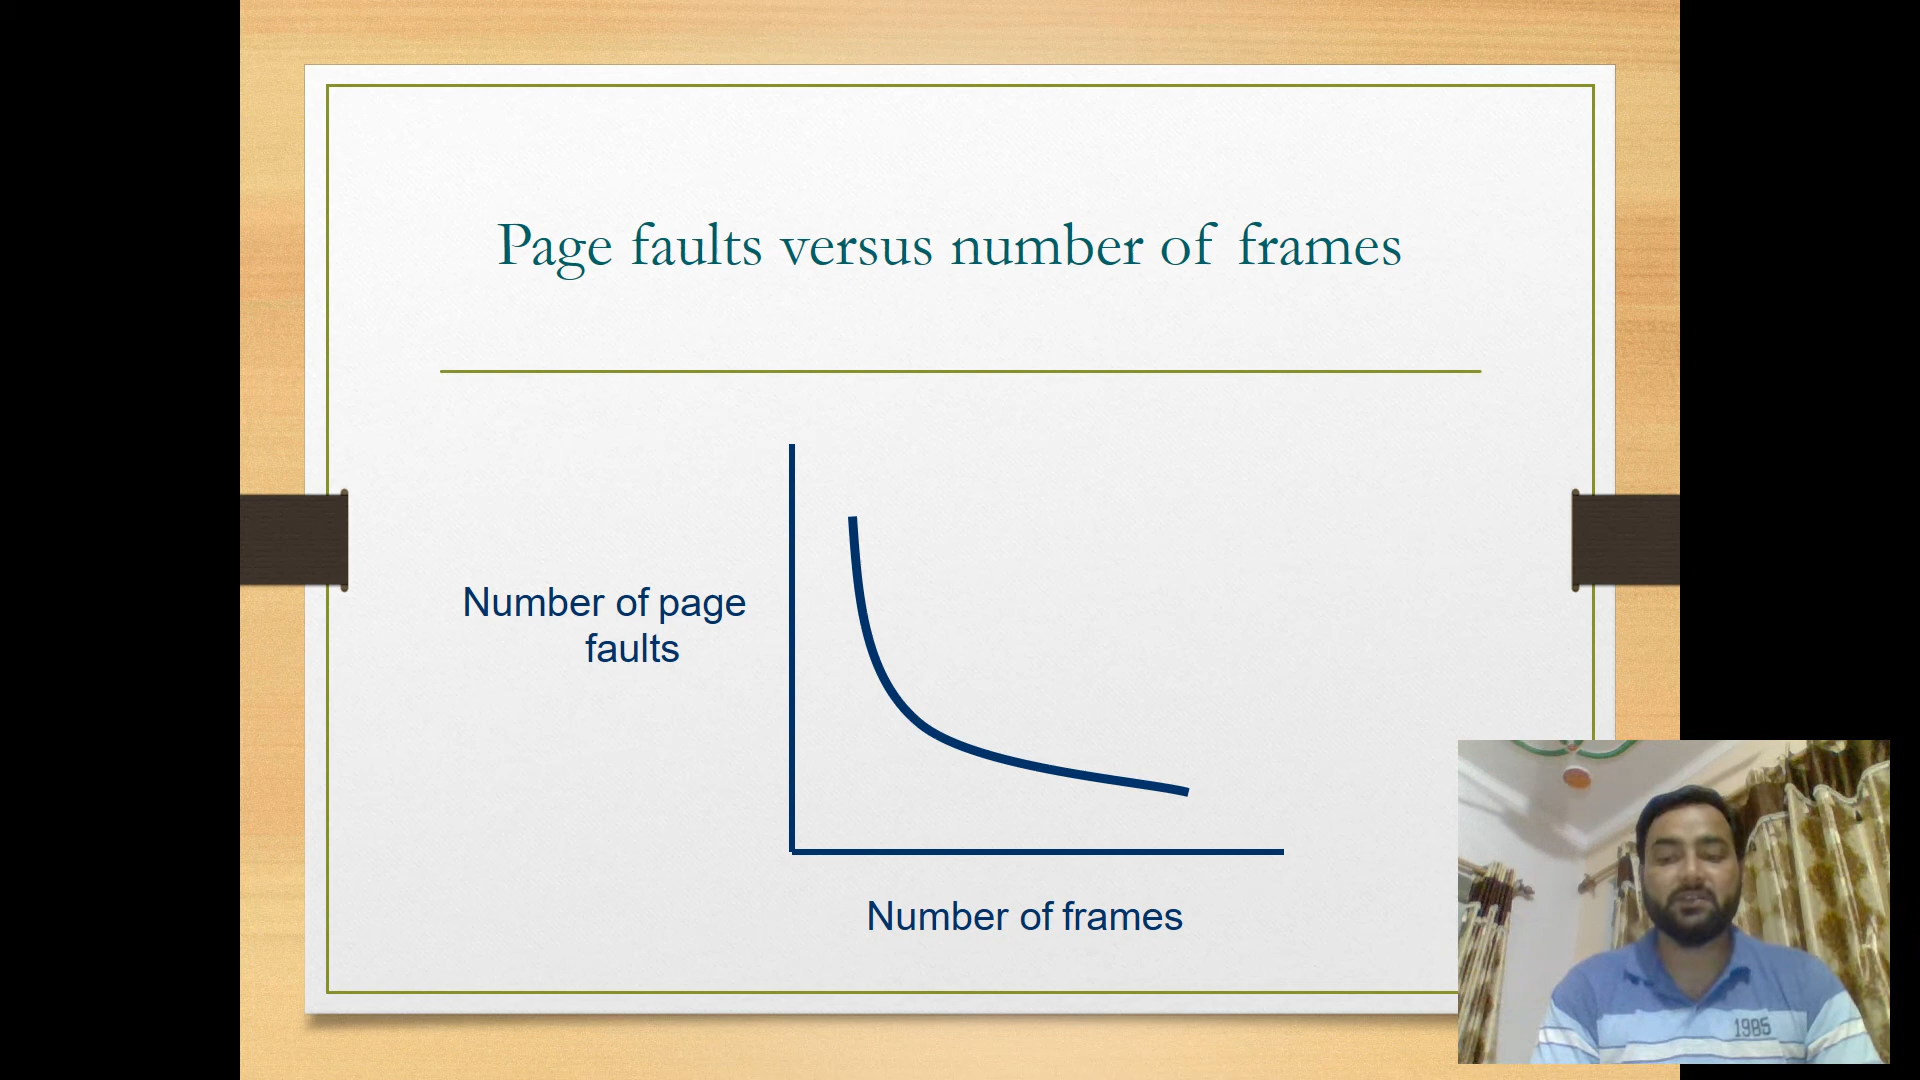 Page faults versus number of frames
Number of page
faults
Number of frames
1985